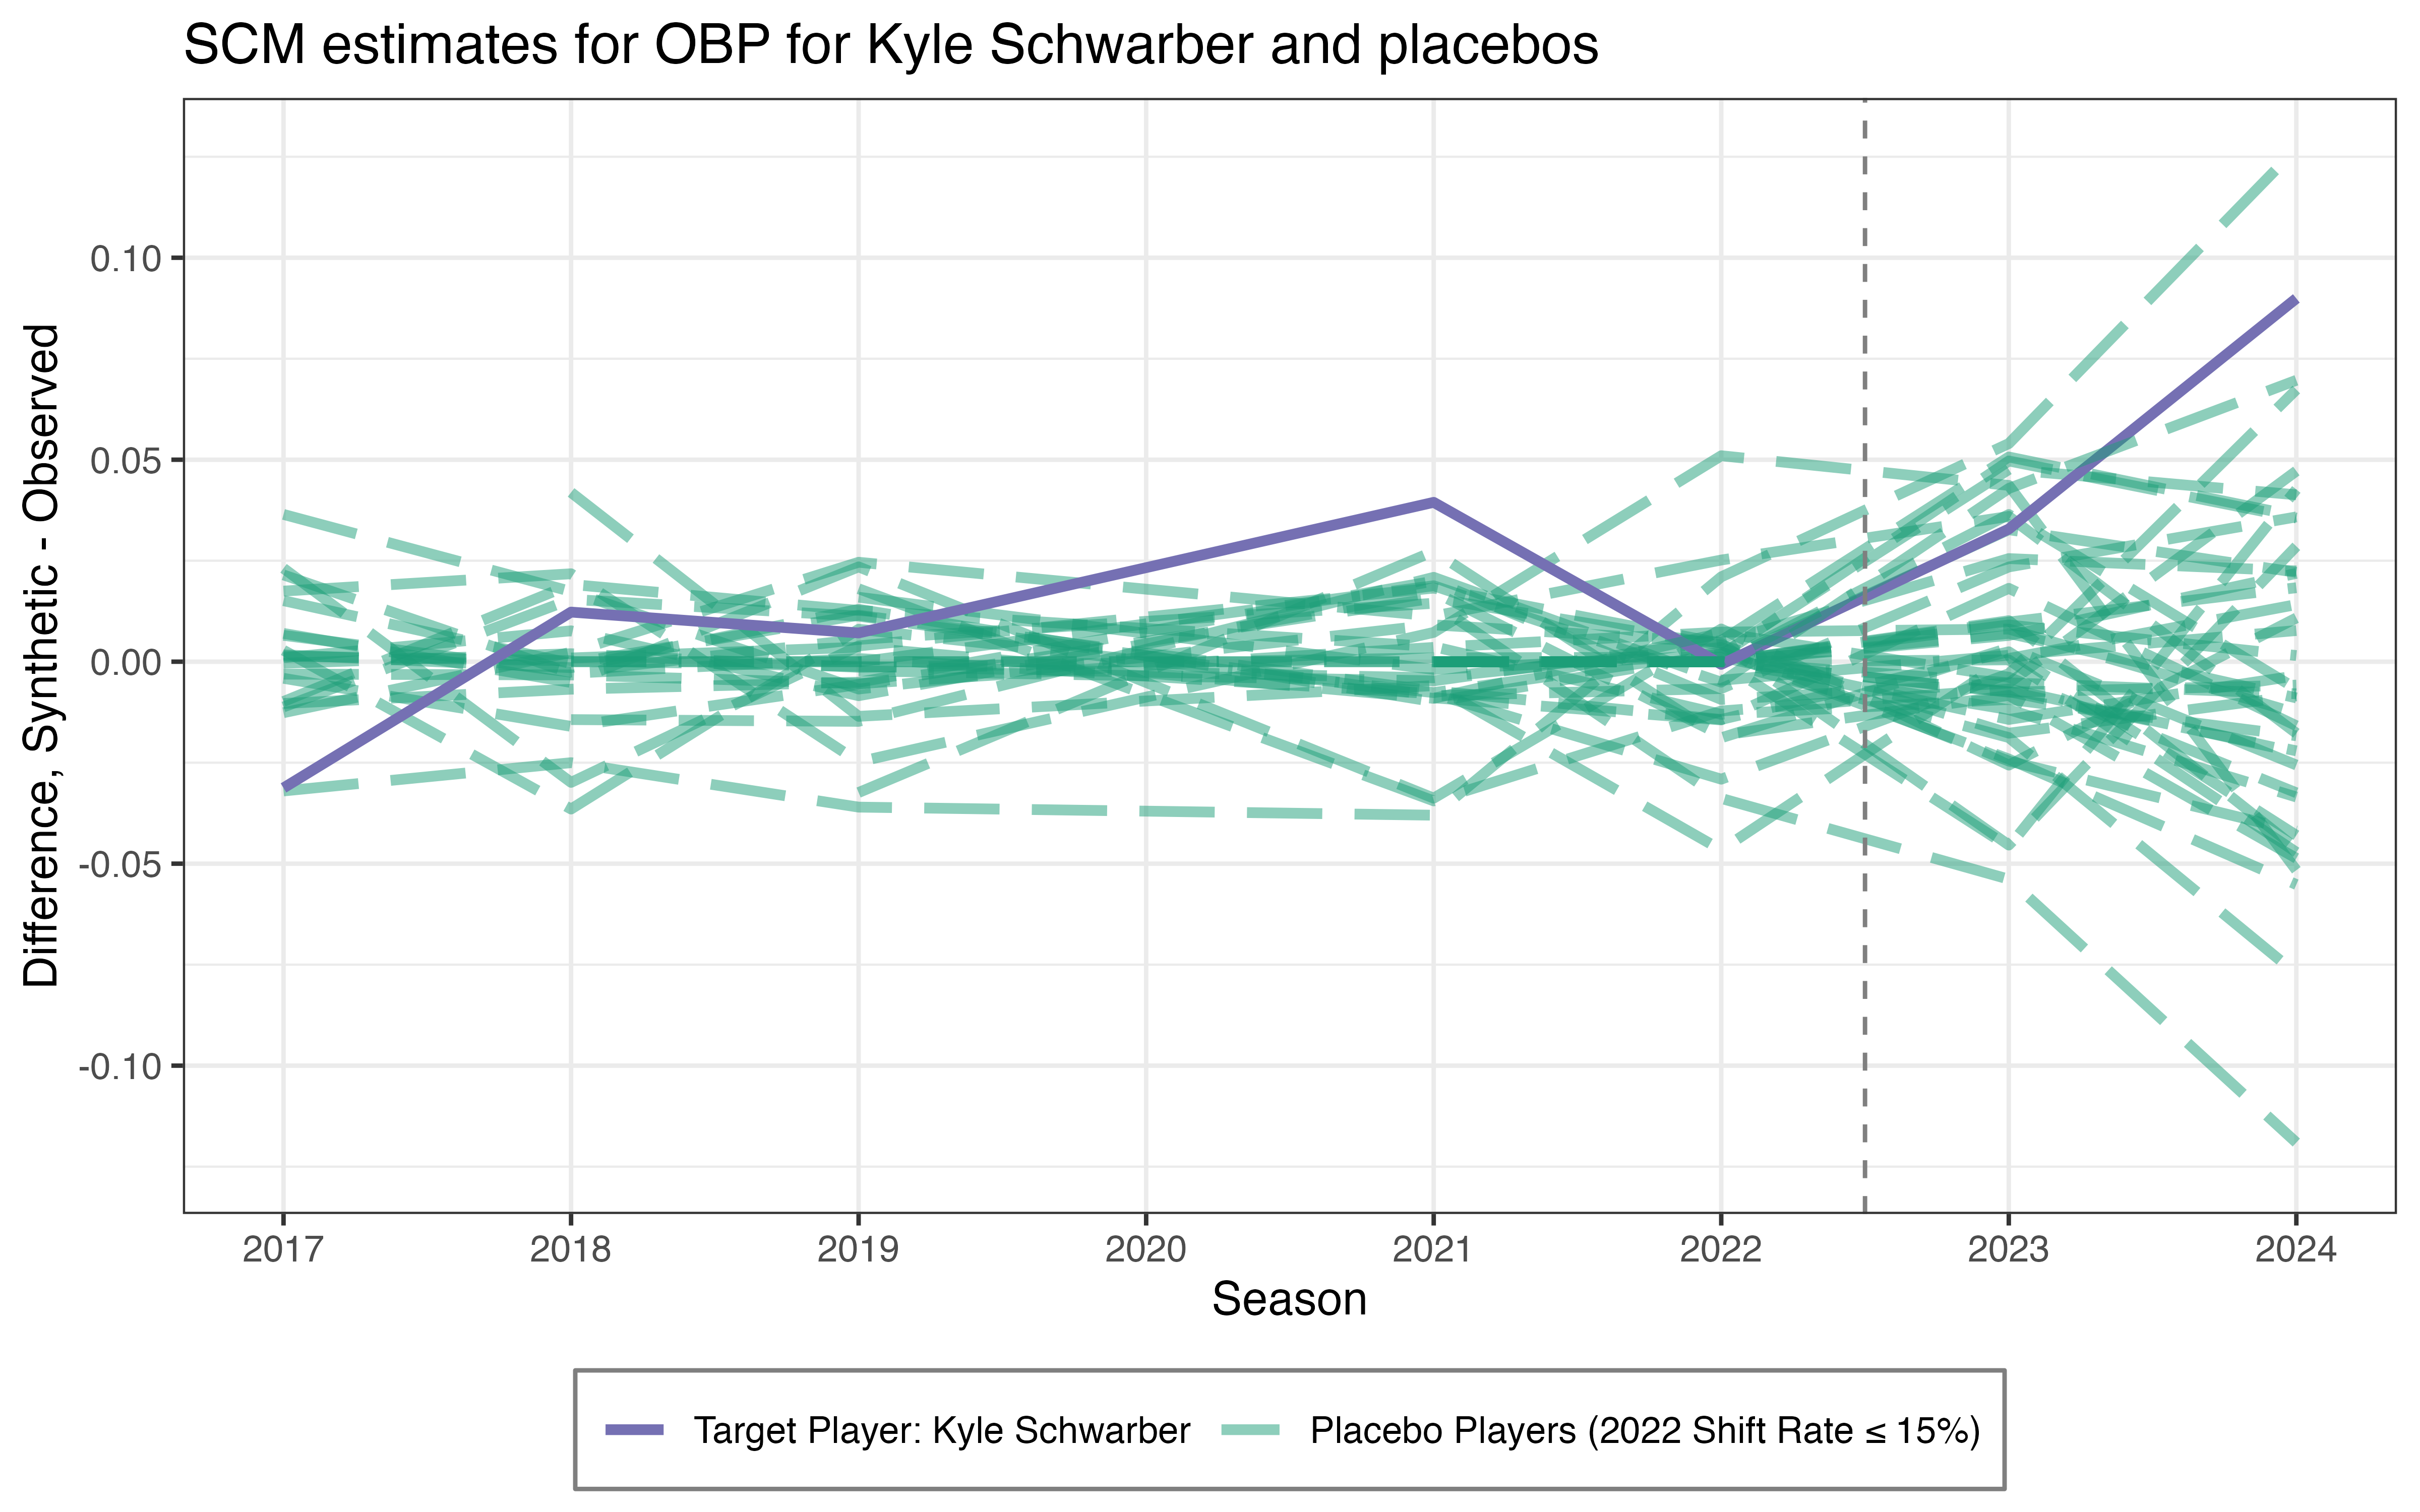 SCM estimates for OBP for Kyle Schwarber and placebos
Difference, Synthetic - Observed
0.10
0.05
0.00
-0.05
-0.10
2017 2018 2019 2020 2021 2022 2023 2024
Season
Target Player: Kyle Schwarber Placebo Players (2022 Shift Rate ≤ 15%)